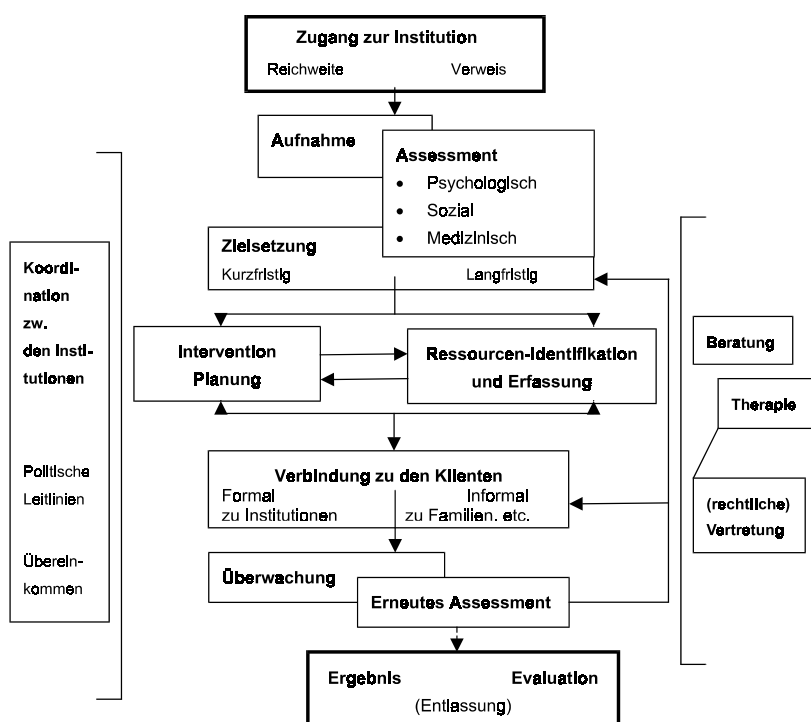 Zugang zur Institution
Reichweite Verweis
Aufnahme
Assessment
• Psychologisch
• Sozial
• Medizinisch
Zielsetzung
Kurzfristig Langfristig
Koordi-
nation
zw.
den Insti-
tutionen
Politische
Leitlinien
Überein-
kommen
Intervention
Planung
Ressourcen-Identifikation
und Erfassung
Verbindung zu den Klienten
Formal Informal
zu Institutionen zu Familien. etc.
Überwachung
Erneutes Assessment
Ergebnis Evaluation
(Entlassung)
Beratung
Therapie
(rechtliche)
Vertretung